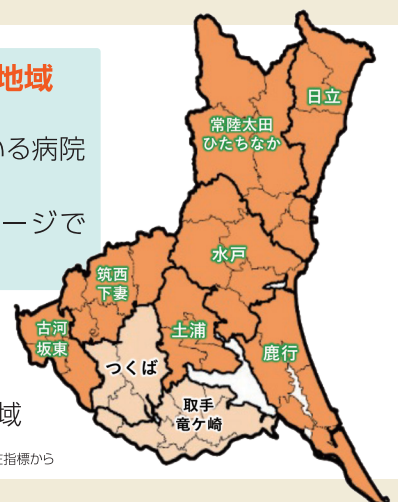 地域
いる病院
ージで
日立
常陸太田
ひたちなか
水戸
筑西
下妻
古河
坂東
つくば
土浦
鹿行
取手
竜ケ崎
域
在指標から